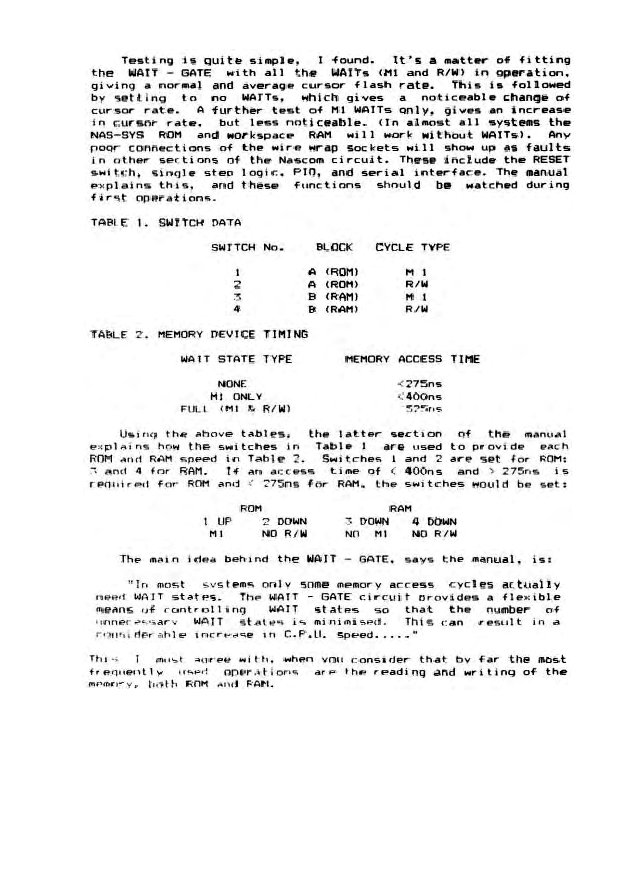 Testing is quite simple, I found. It's a matter of fitting
the WAIT - GATE with all the WAITs (M1 and R/W) in operation,
giving a normal and average cursor flash rate. This is followed
by setting to no WAITs, which gives a noticeable change of
cursor rate. A further test of M1 WAITs only, gives an increase
in cursor rate, but less noticeable. (In almost all systems the
NAS-SYS ROM and workspace RAM will work without WAITs). Any
poor connections of the wire wrap sockets will show up as faults
in other sections of the Nascom circuit. These include the RESET
switch, single step logic, PIO, and serial interface. The manual
explains this, and these functions should be watched during
first operations.
TABLE 1. SWITCH DATA
SWITCH No. BLOCK CYCLE TYPE
1 A (ROM) M 1
2 A (ROM) R/W
3 B (RAM) M 1
4 B (RAM) R/W
TABLE 2. MEMORY DEVICE TIMING
WAIT STATE TYPE MEMORY ACCESS TIME
NONE <275ns
M1 ONLY <400ns
FULL (M1 & R/W) 525ns
Using the above tables, the latter section of the manual
explains how the switches in Table 1 are used to provide each
ROM and RAM speed in Table 2. Switches 1 and 2 are set for ROM:
3 and 4 for RAM. If an access time of < 400ns and > 275ns is
required for ROM and < 275ns for RAM, the switches would be set:
ROM RAM
1 UP 2 DOWN 3 DOWN 4 DOWN
M1 NO R/W NO M1 NO R/W
The main idea behind the WAIT - GATE, says the manual, is:
"In most systems only some memory access cycles actually
need WAIT states. The WAIT - GATE circuit provides a flexible
means of controlling WAIT states so that the number of
unnecessary WAIT states is minimised. This can result in a
considerable increase in C.P.U. speed....."
This I must agree with, when you consider that by far the most
frequently used operations are the reading and writing of the
memory, both ROM and RAM.